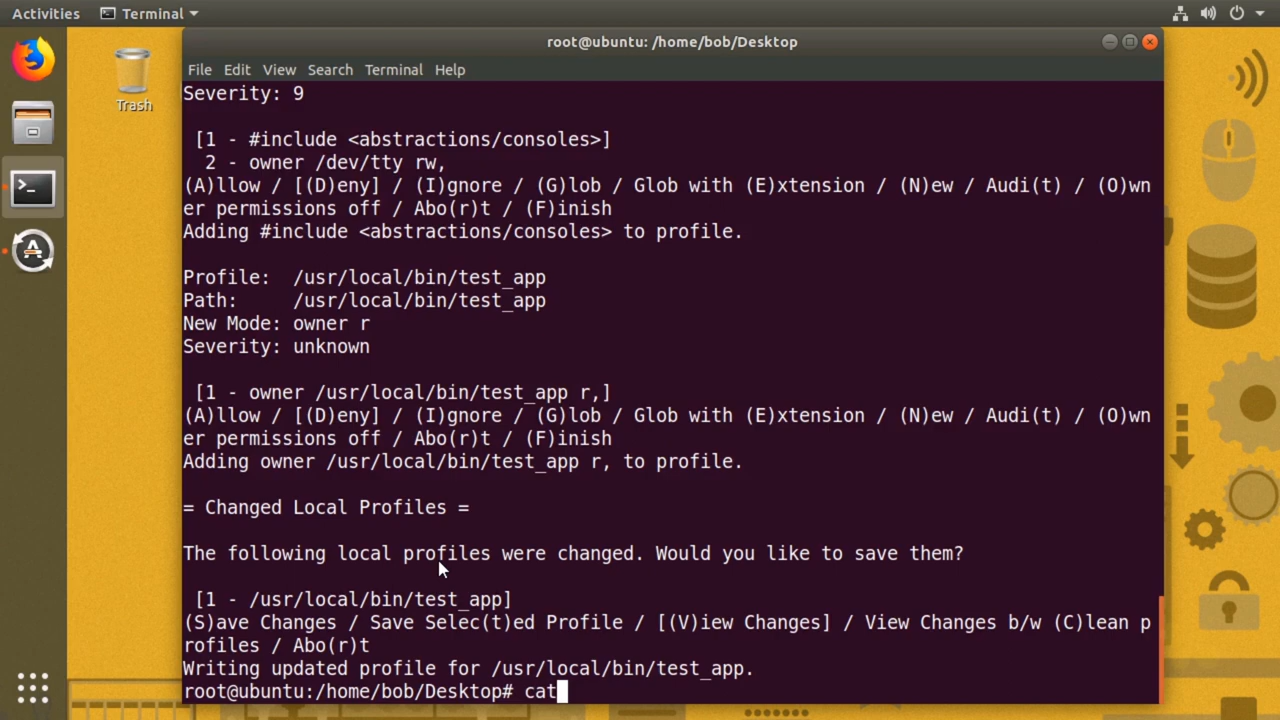 Activities Terminal
root@ubuntu: /home/bob/Desktop
Trash
File Edit View Search Terminal Help
Severity: 9
[1 - #include <abstractions/consoles>]
2 - owner /dev/tty rw,
(A)llow / [(D)eny] / (I)gnore / (G)lob / Glob with (E)xtension / (N)ew / Audi(t) / (O)wn
er permissions off / Abo(r)t / (F)inish
Adding #include <abstractions/consoles> to profile.
Profile: /usr/local/bin/test_app
Path: /usr/local/bin/test_app
New Mode: owner r
Severity: unknown
[1 - owner /usr/local/bin/test_app r,]
(A)llow / [(D)eny] / (I)gnore / (G)lob / Glob with (E)xtension / (N)ew / Audi(t) / (O)wn
er permissions off / Abo(r)t / (F)inish
Adding owner /usr/local/bin/test_app r, to profile.
= Changed Local Profiles =
The following local profiles were changed. Would you like to save them?
[1 - /usr/local/bin/test_app]
(S)ave Changes / Save Selec(t)ed Profile / [(V)iew Changes] / View Changes b/w (C)lean p
rofiles / Abo(r)t
Writing updated profile for /usr/local/bin/test_app.
root@ubuntu:/home/bob/Desktop# cat